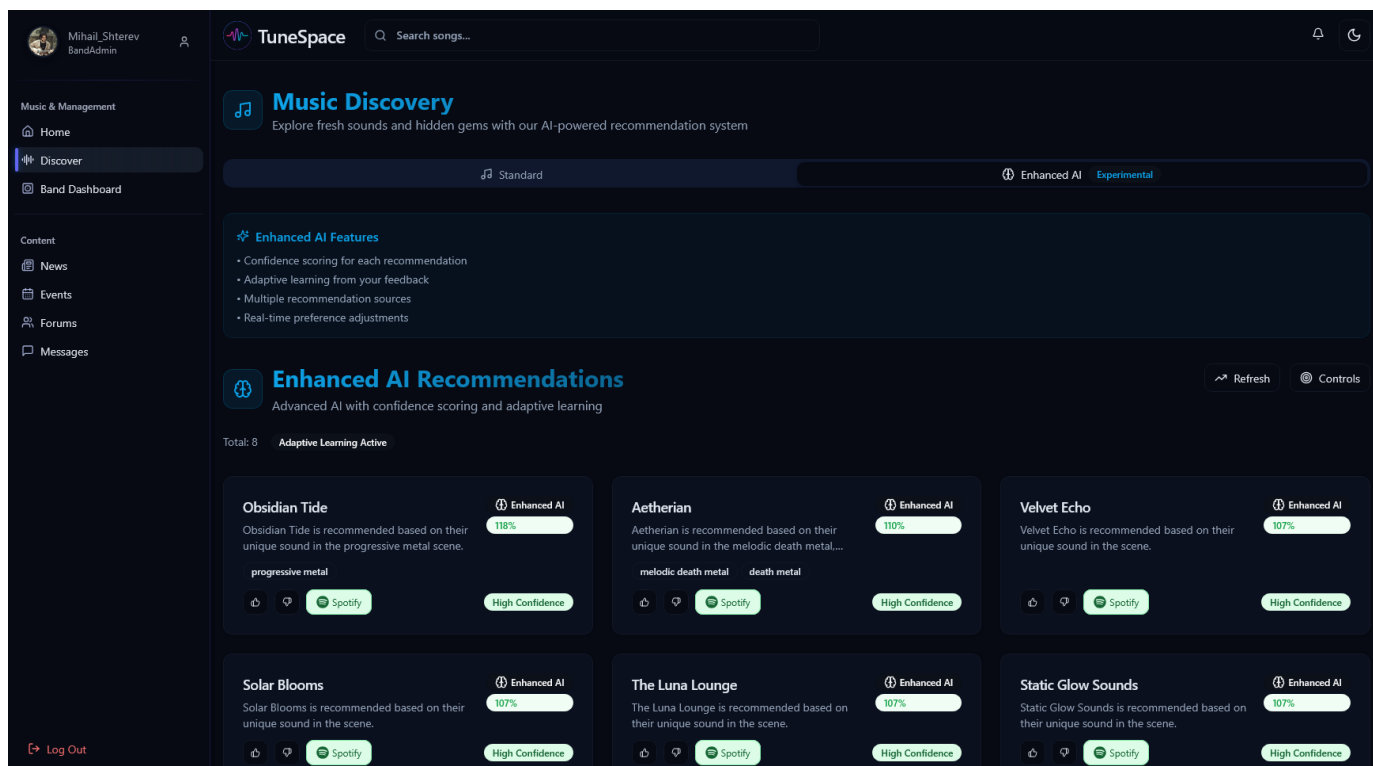 Mihail_Shterev
BandAdmin
TuneSpace
Search songs...
Music & Management
Home
Discover
Band Dashboard
Content
News
Events
Forums
Messages
Log Out
Music Discovery
Explore fresh sounds and hidden gems with our AI-powered recommendation system
Standard
Enhanced AI Experimental
Enhanced AI Features
• Confidence scoring for each recommendation
• Adaptive learning from your feedback
• Multiple recommendation sources
• Real-time preference adjustments
Enhanced AI Recommendations
Advanced AI with confidence scoring and adaptive learning
Refresh
Controls
Total: 8 Adaptive Learning Active
Obsidian Tide
Enhanced AI
118%
Obsidian Tide is recommended based on their
unique sound in the progressive metal scene.
progressive metal
Spotify
High Confidence
Aetherian
Enhanced AI
110%
Aetherian is recommended based on their
unique sound in the melodic death metal,...
melodic death metal death metal
Spotify
High Confidence
Velvet Echo
Enhanced AI
107%
Velvet Echo is recommended based on their
unique sound in the scene.
Spotify
High Confidence
Solar Blooms
Enhanced AI
107%
Solar Blooms is recommended based on their
unique sound in the scene.
Spotify
High Confidence
The Luna Lounge
Enhanced AI
107%
The Luna Lounge is recommended based on
their unique sound in the scene.
Spotify
High Confidence
Static Glow Sounds
Enhanced AI
107%
Static Glow Sounds is recommended based on
their unique sound in the scene.
Spotify
High Confidence